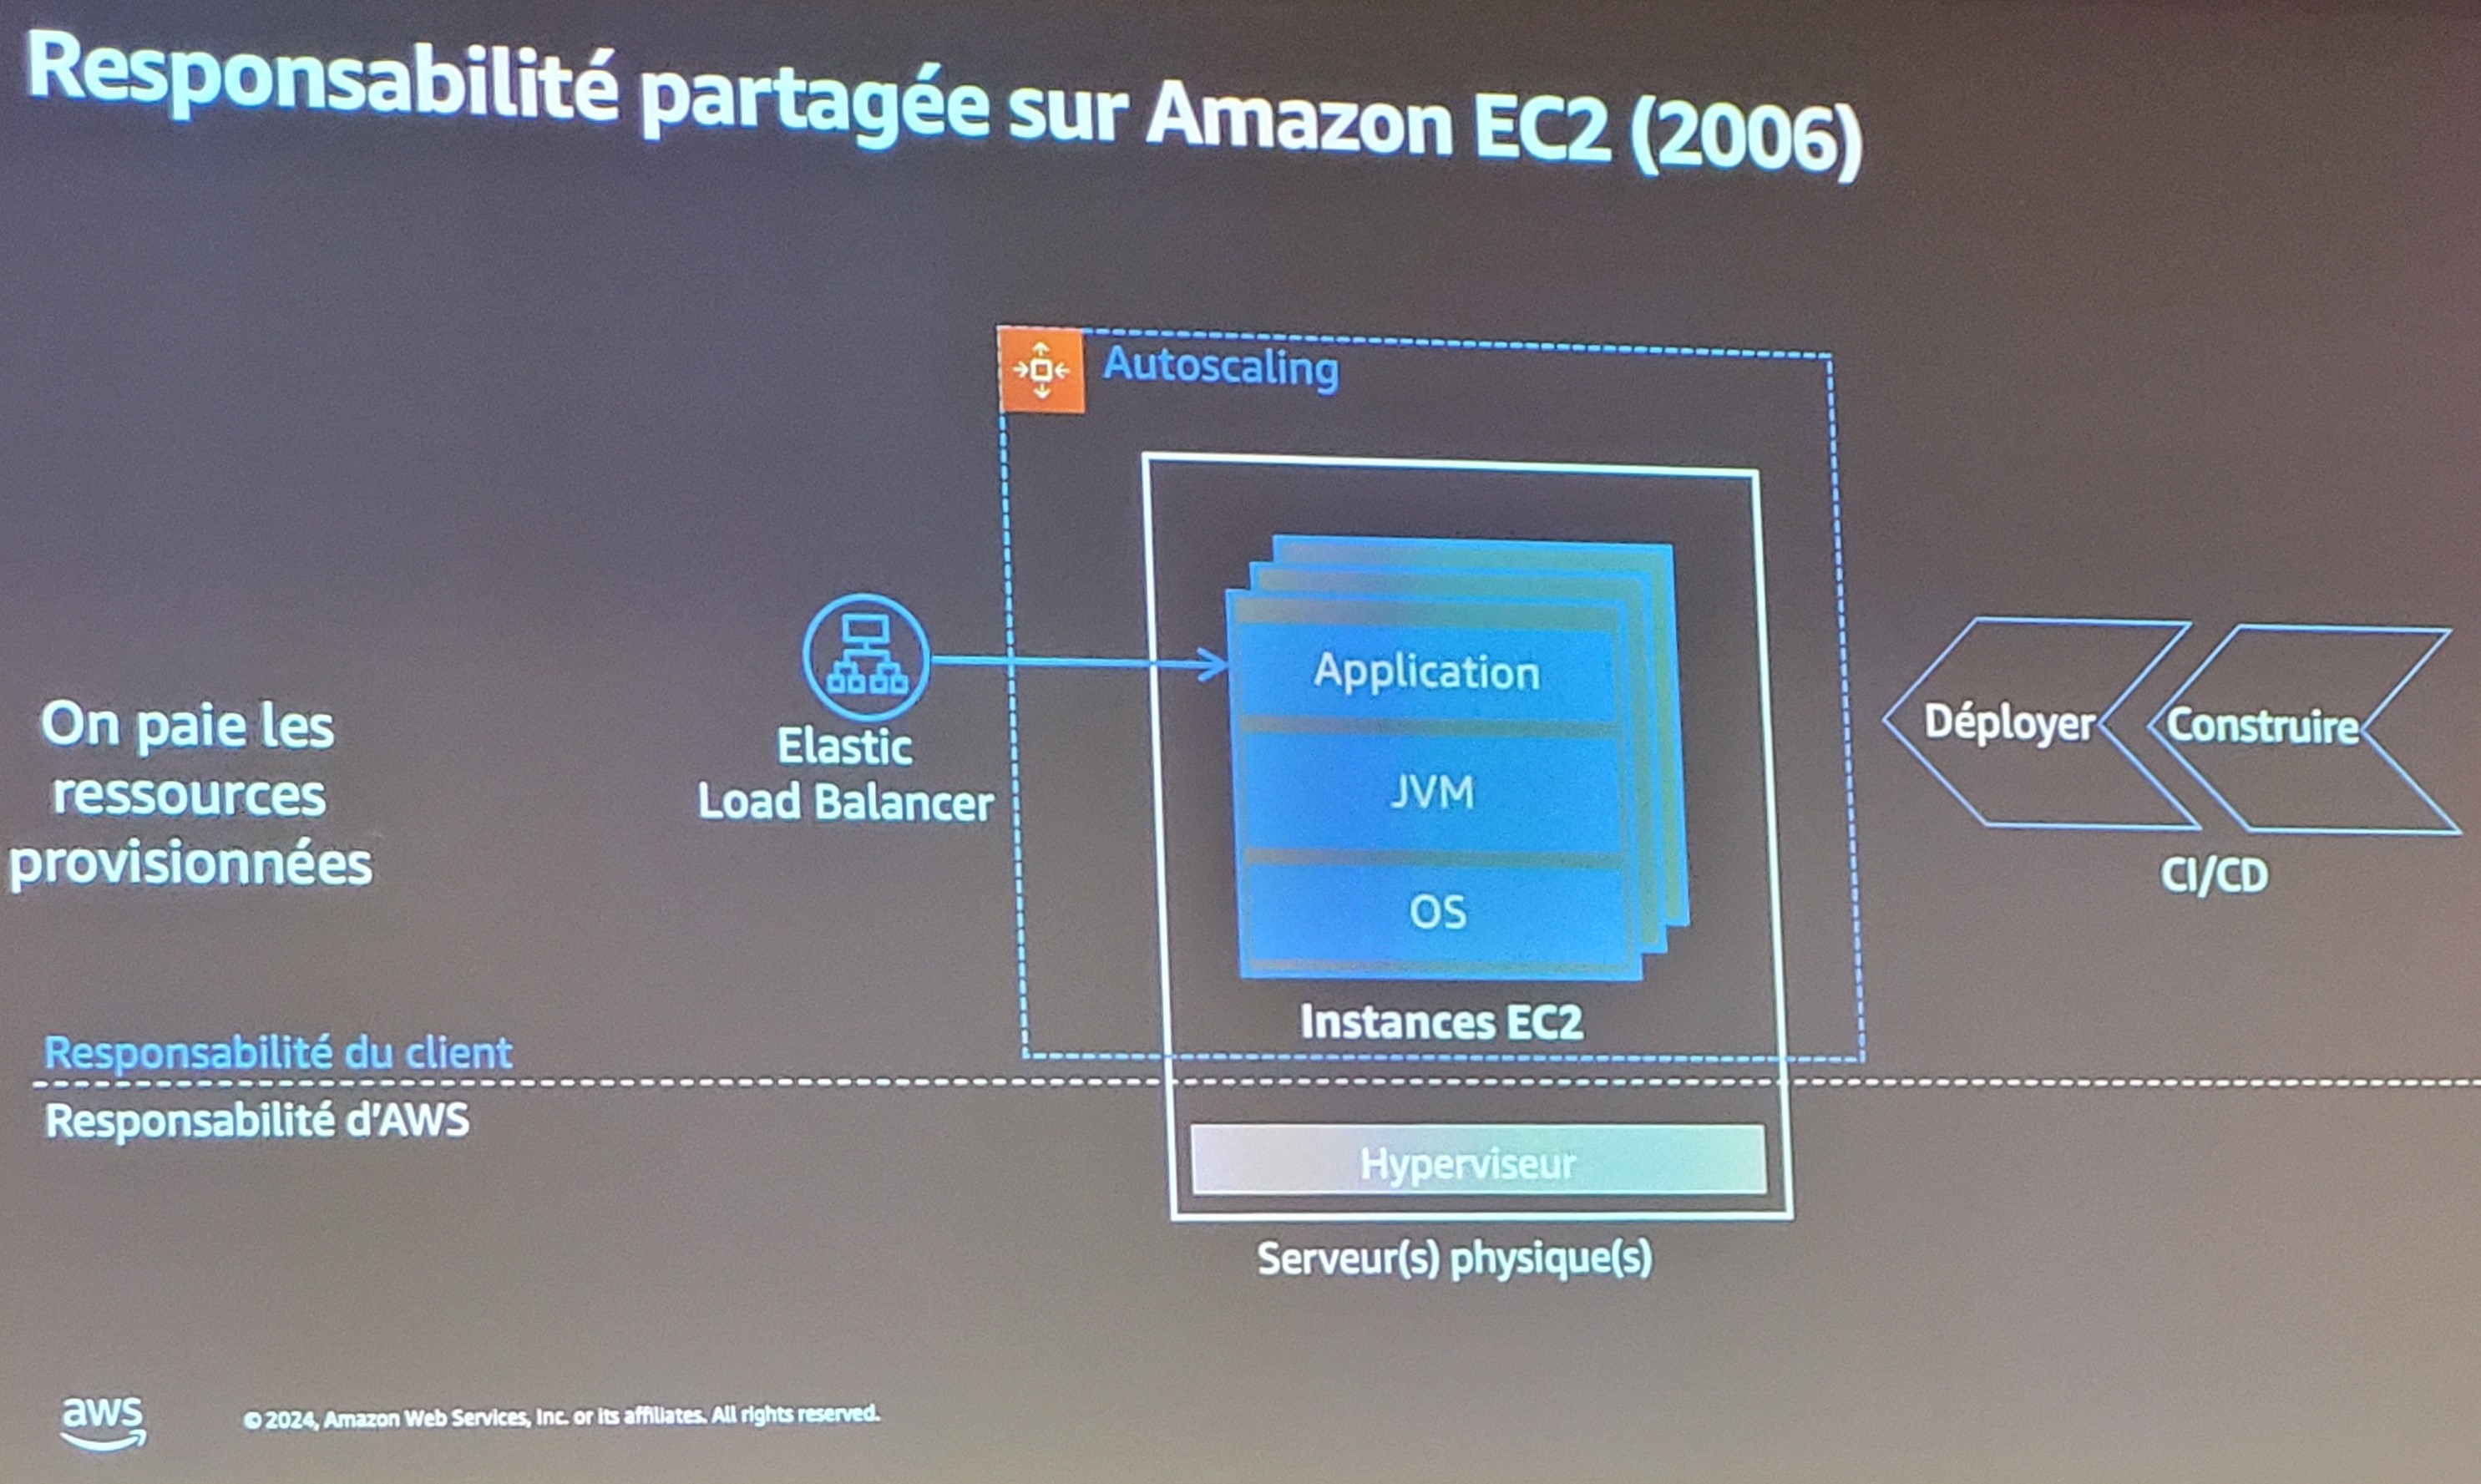 Responsabilité partagée sur Amazon EC2 (2006)
Autoscaling
Application
JVM
OS
Instances EC2
Elastic
Load Balancer
On paie les
ressources
provisionnées
Déployer
Construire
CI/CD
Responsabilité du client
Responsabilité d'AWS
Hyperviseur
Serveur(s) physique(s)
aws
© 2024, Amazon Web Services, Inc. or its affiliates. All rights reserved.